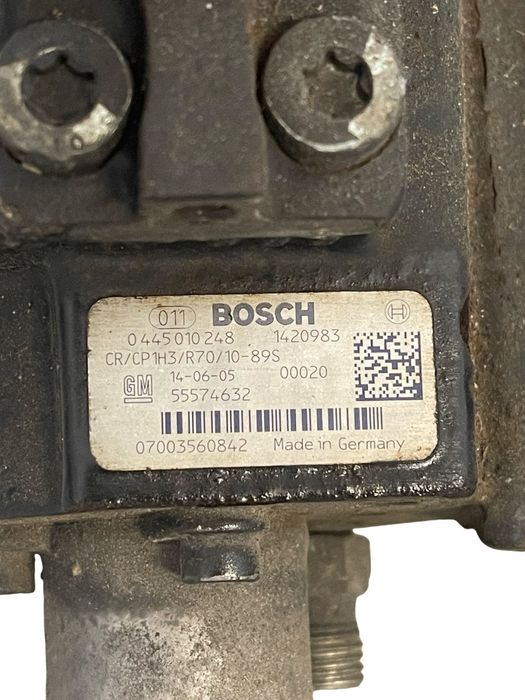 011 BOSCH
0 445 010 248 1420983
CR/CP1H3/R70/10-89S
GM 14-06-05 00020
55574632
07003560842 Made in Germany